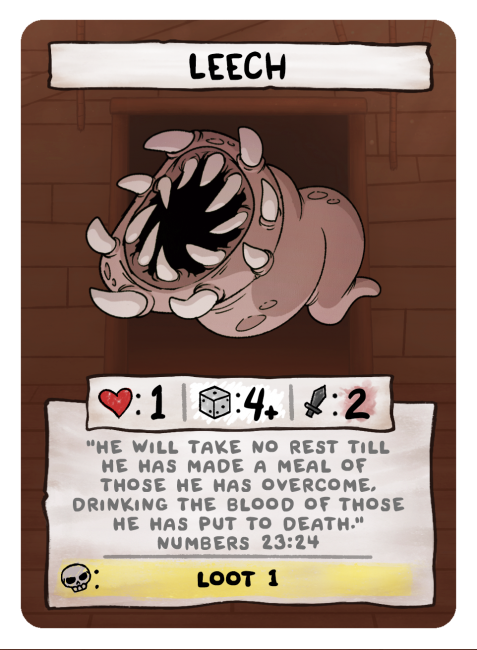 LEECH
:1 :4+ :2
"HE WILL TAKE NO REST TILL
HE HAS MADE A MEAL OF
THOSE HE HAS OVERCOME,
DRINKING THE BLOOD OF THOSE
HE HAS PUT TO DEATH."
NUMBERS 23:24
: LOOT 1